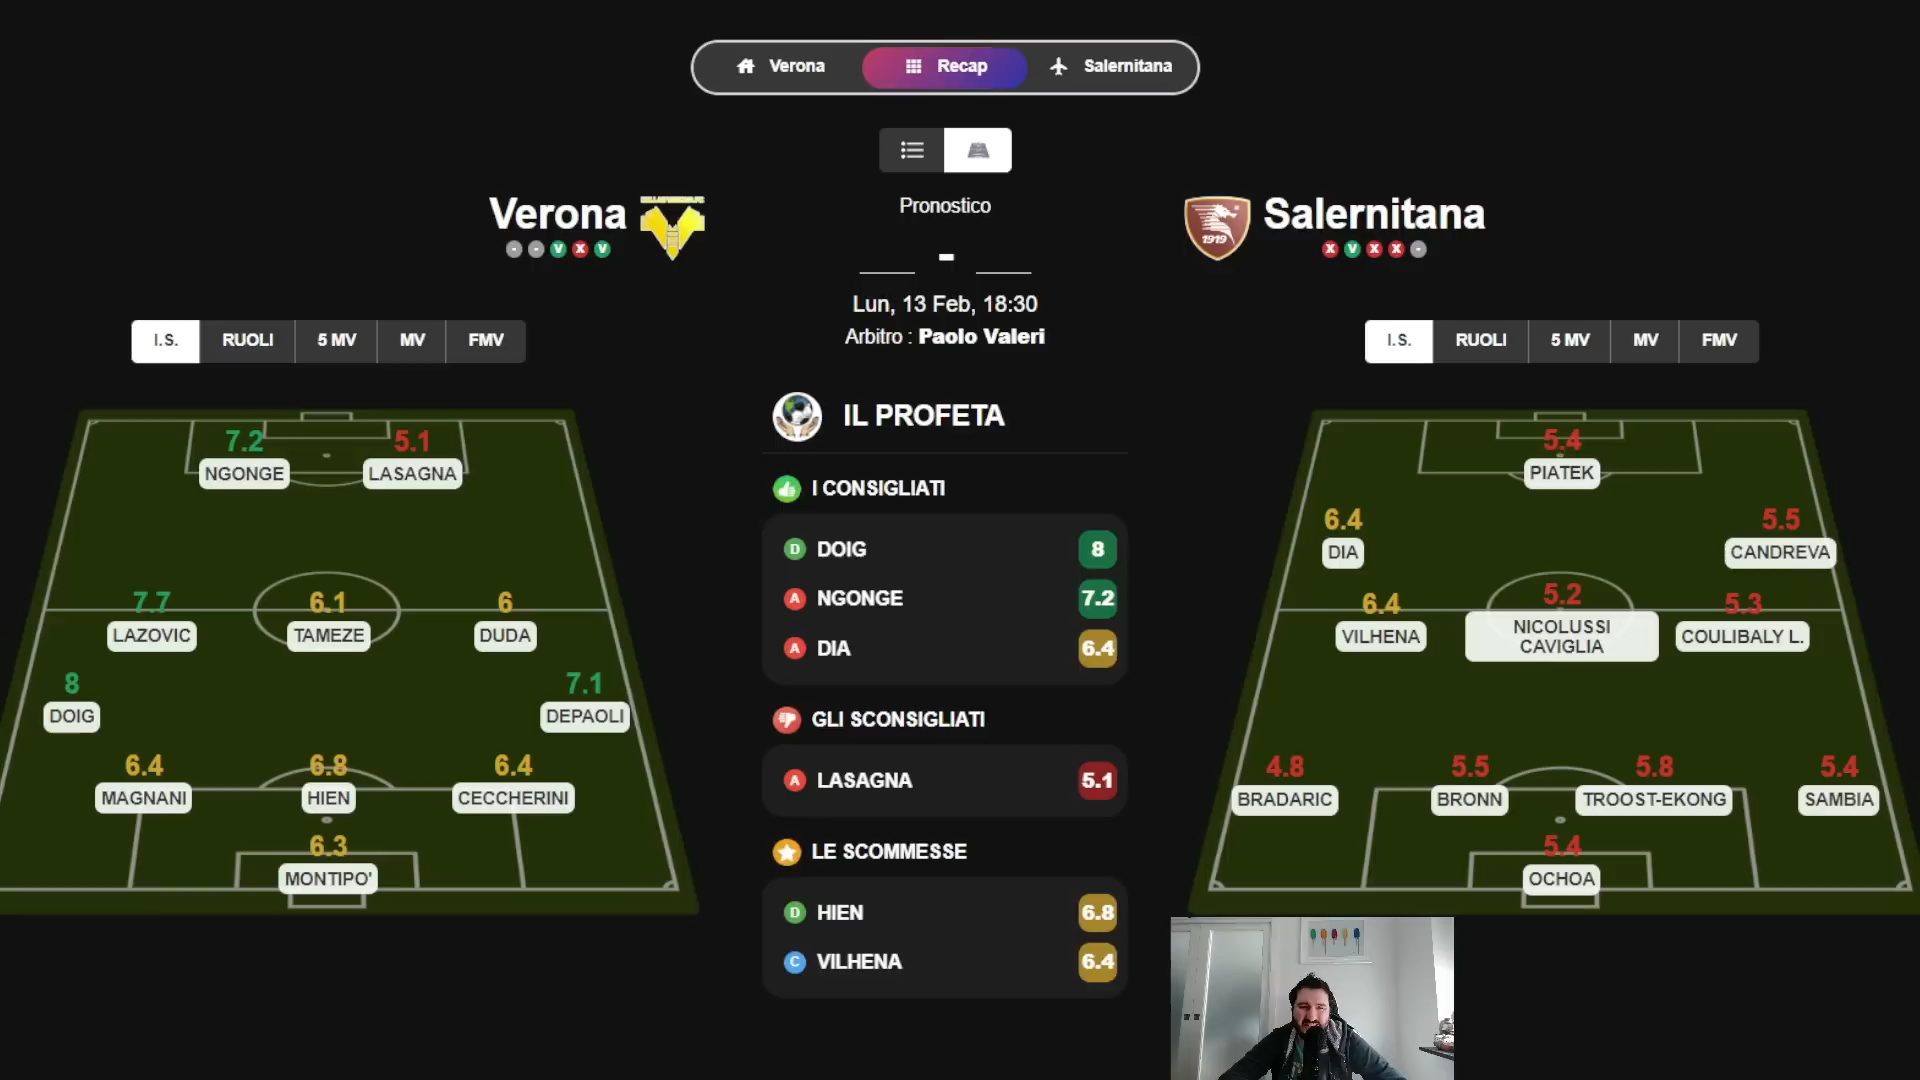 Verona
Recap
Salernitana
Pronostico
Verona
- - V X V
Salernitana
X V X X -
1919
-
Lun, 13 Feb, 18:30
Arbitro : Paolo Valeri
I.S. RUOLI 5 MV MV FMV
I.S. RUOLI 5 MV MV FMV
7.2
NGONGE
5.1
LASAGNA
7.7
LAZOVIC
6.1
TAMEZE
6
DUDA
8
DOIG
7.1
DEPAOLI
6.4
MAGNANI
6.8
HIEN
6.4
CECCHERINI
6.3
MONTIPO'
IL PROFETA
I CONSIGLIATI
D DOIG 8
A NGONGE 7.2
A DIA 6.4
GLI SCONSIGLIATI
A LASAGNA 5.1
LE SCOMMESSE
D HIEN 6.8
C VILHENA 6.4
5.4
PIATEK
6.4
DIA
5.5
CANDREVA
6.4
VILHENA
5.2
NICOLUSSI
CAVIGLIA
5.3
COULIBALY L.
4.8
BRADARIC
5.5
BRONN
5.8
TROOST-EKONG
5.4
SAMBIA
5.4
OCHOA